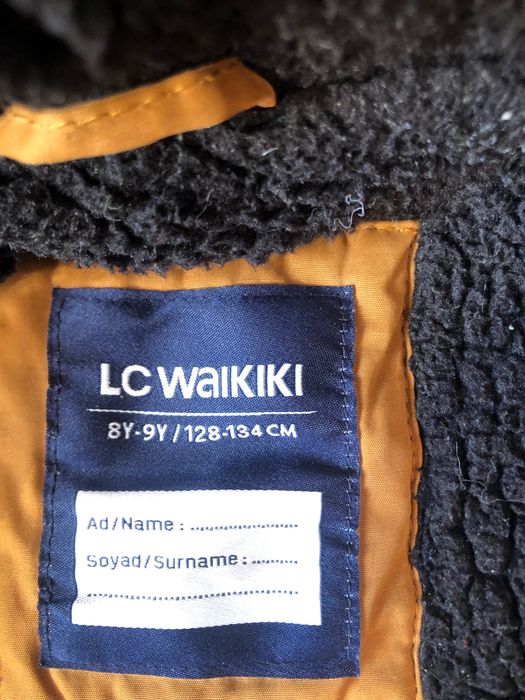 LC WAIKIKI
8Y-9Y / 128-134 CM
Ad/Name : ........................
Soyad/Surname : ...........
.............................................